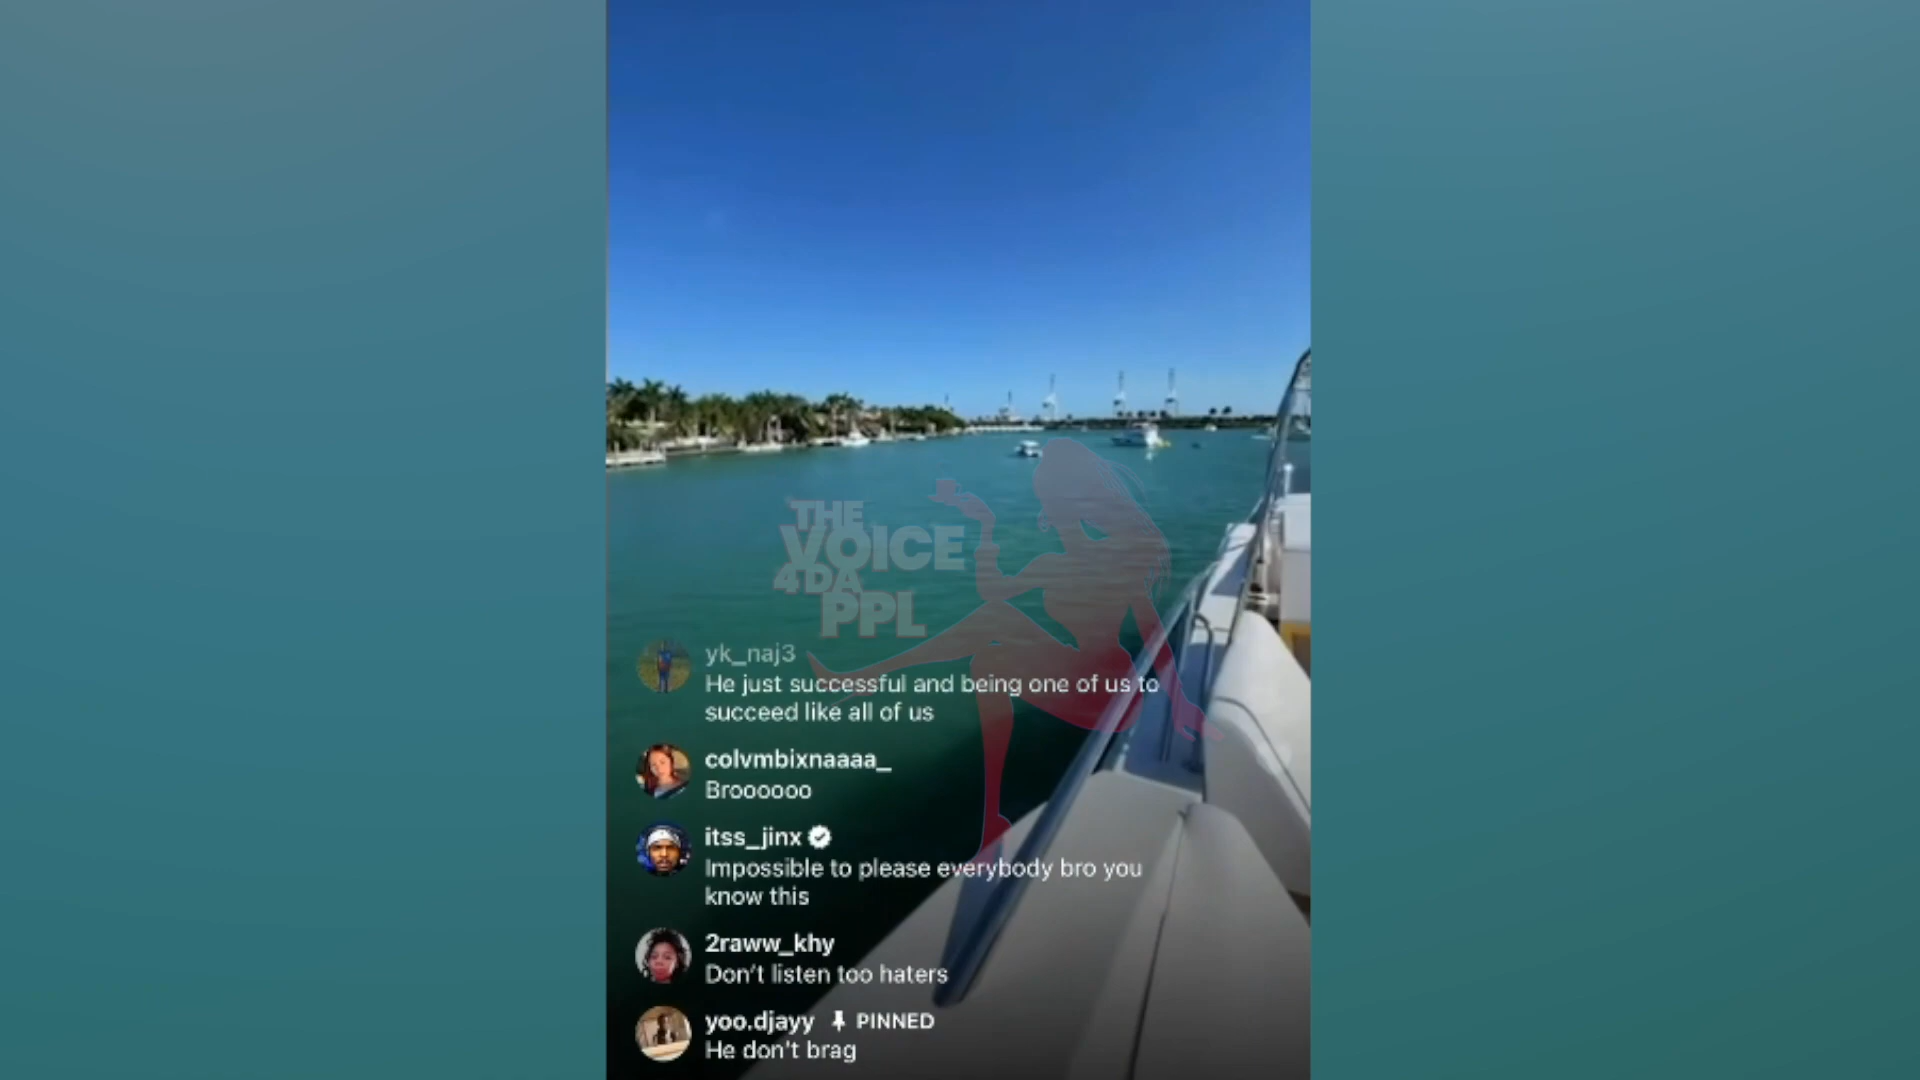 THE
VOICE
4DA
PPL
yk_naj3
He just successful and being one of us to
succeed like all of us
colvmbixnaaaa_
Broooooo
itss_jinx
Impossible to please everybody bro you
know this
2raww_khy
Don't listen too haters
yoo.djayy PINNED
He don't brag